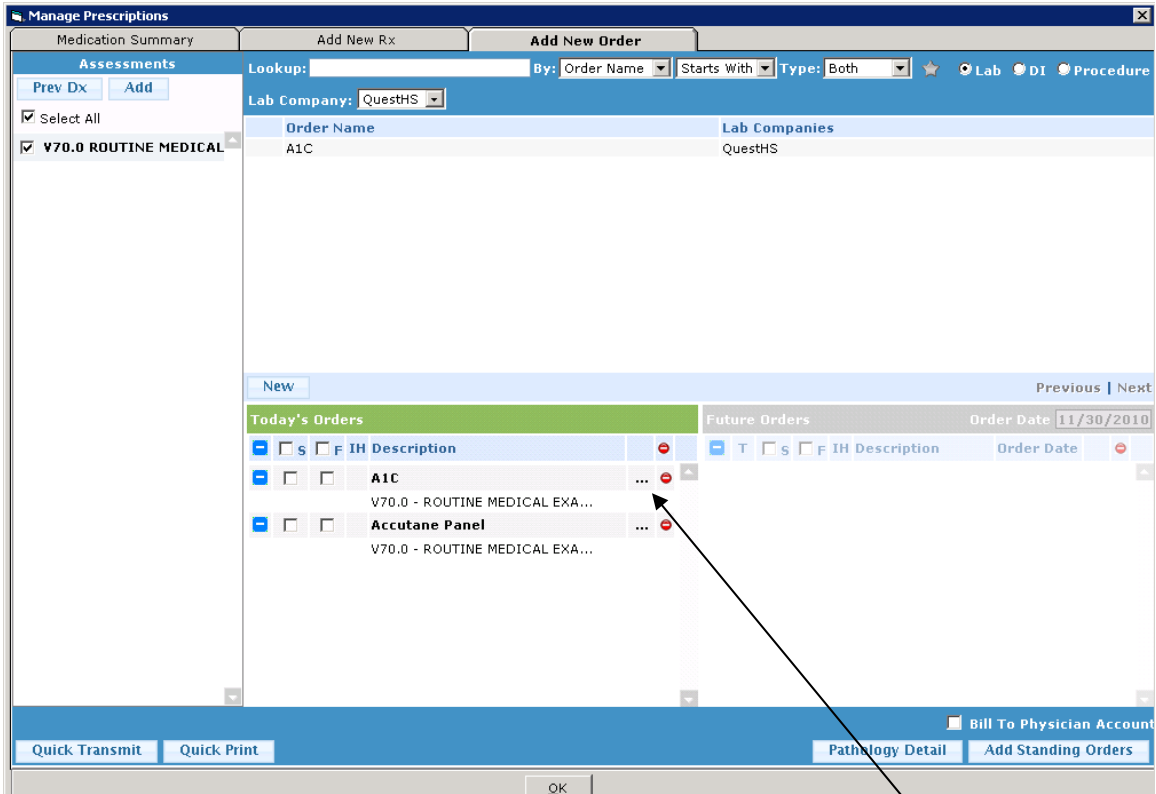 Manage Prescriptions
Medication Summary Add New Rx Add New Order
Assessments
Prev Dx Add
Select All
V70.0 ROUTINE MEDICAL
Lookup: By: Order Name Starts With Type: Both Lab DI Procedure
Lab Company: QuestHS
Order Name Lab Companies
A1C QuestHS
New Previous | Next
Today's Orders
S F IH Description
A1C ...
V70.0 - ROUTINE MEDICAL EXA...
Accutane Panel ...
V70.0 - ROUTINE MEDICAL EXA...
Future Orders Order Date 11/30/2010
T S F IH Description Order Date
Bill To Physician Account
Quick Transmit Quick Print Pathology Detail Add Standing Orders
OK